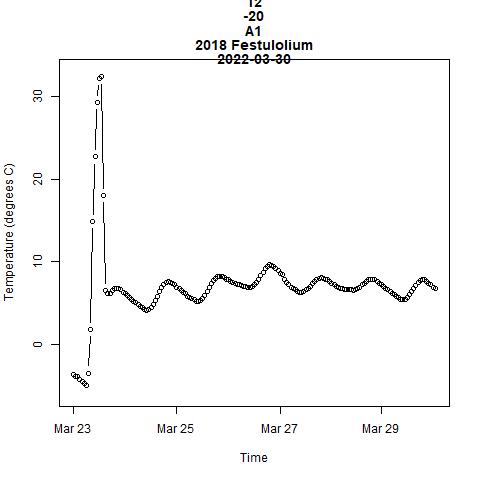 T2
-20
A1
2018 Festulolium
2022-03-30
Temperature (degrees C)
30
20
10
0
Mar 23
Mar 25
Mar 27
Mar 29
Time